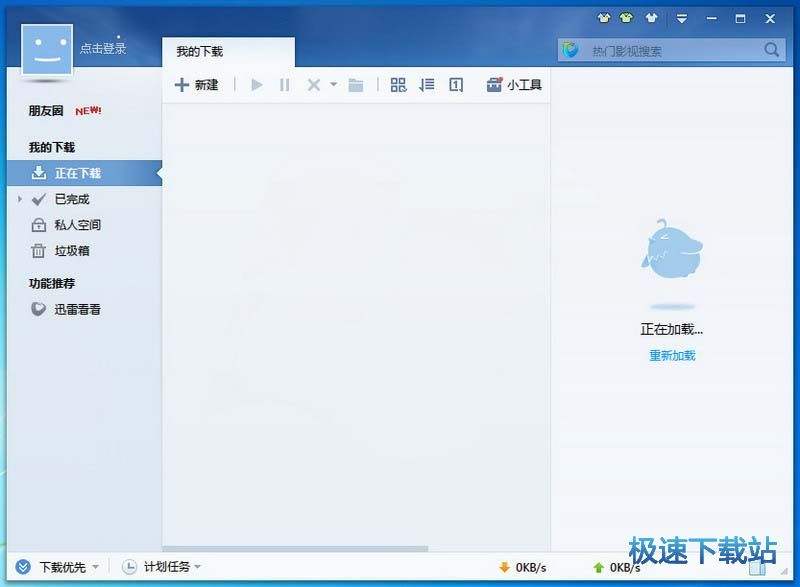 点击登录
我的下载
热门影视搜索
新建
小工具
朋友圈 NEW!
我的下载
正在下载
已完成
私人空间
垃圾箱
功能推荐
迅雷看看
正在加载...
重新加载
下载优先
计划任务
0KB/s
0KB/s
极速下载站